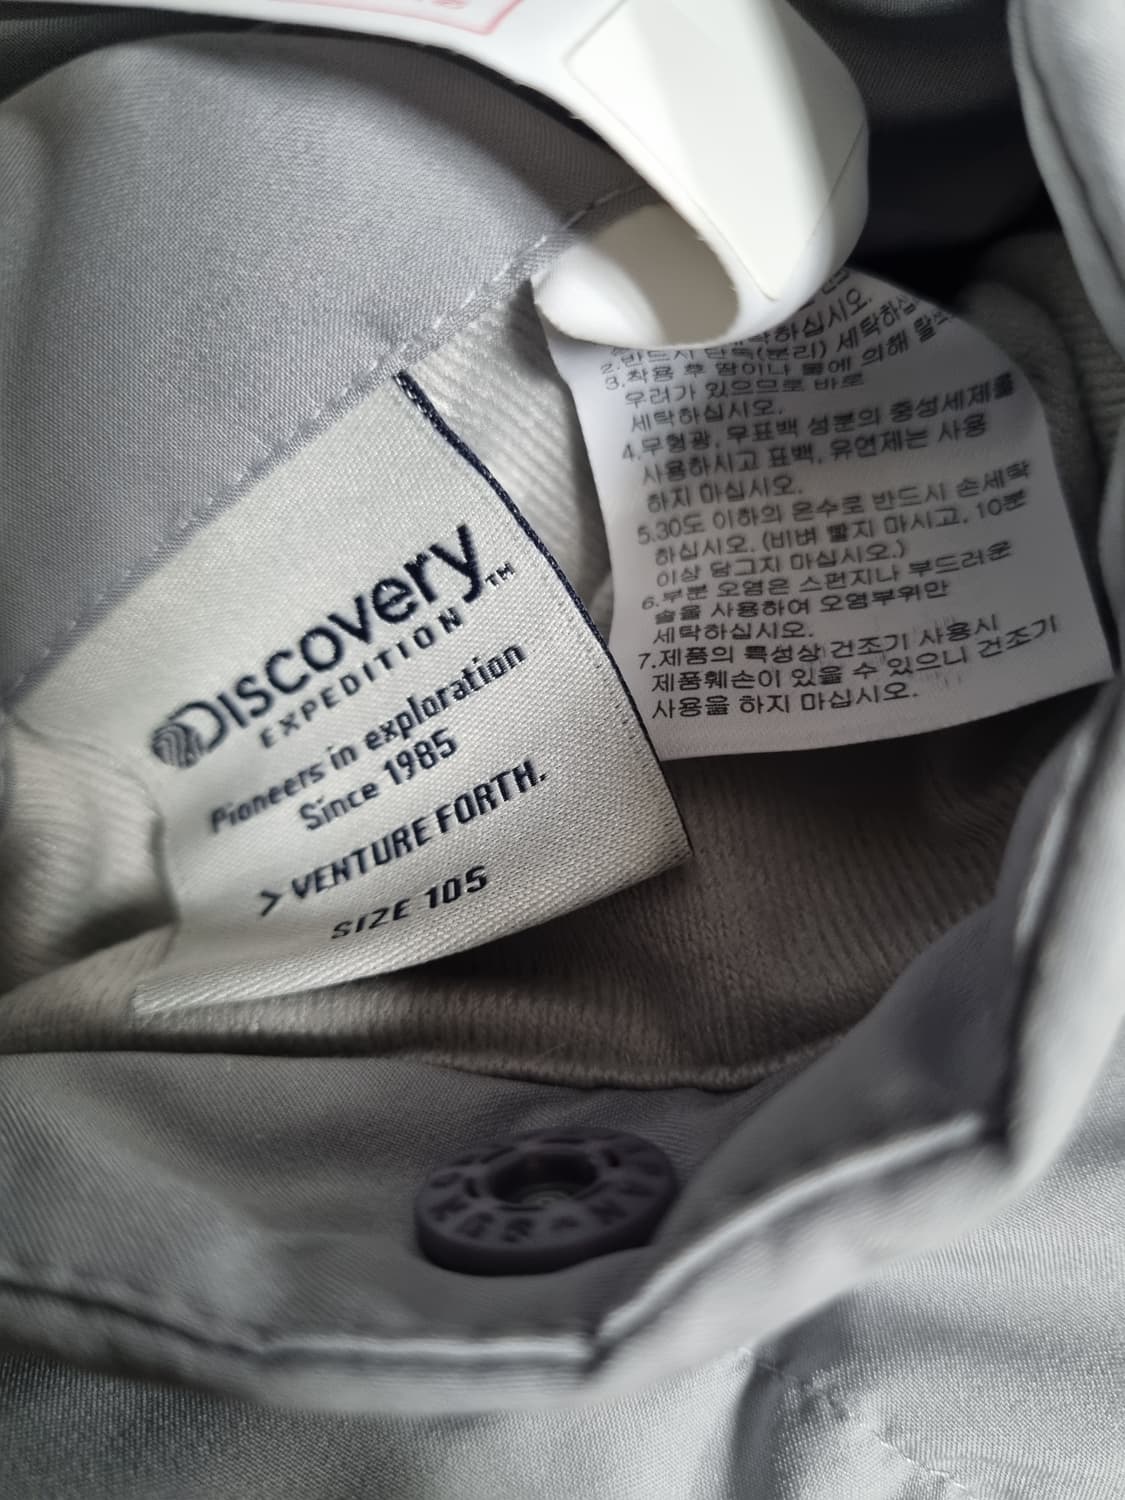 Discovery™
EXPEDITION
Pioneers in exploration
Since 1985
> VENTURE FORTH.
SIZE 105
하십시오.
2.반드시 단독(분리) 세탁하십
3.착용 후 땀이나 물에 의해 탈색
우려가 있으므로 바로
세탁하십시오.
4.무형광, 무표백 성분의 중성세제를
사용하시고 표백, 유연제는 사용
하지 마십시오.
5.30도 이하의 온수로 반드시 손세탁
하십시오. (비벼 빨지 마시고, 10분
이상 담그지 마십시오.)
6.부분 오염은 스펀지나 부드러운
솔을 사용하여 오염부위만
세탁하십시오.
7.제품의 특성상 건조기 사용시
제품훼손이 있을 수 있으니 건조기
사용을 하지 마십시오.